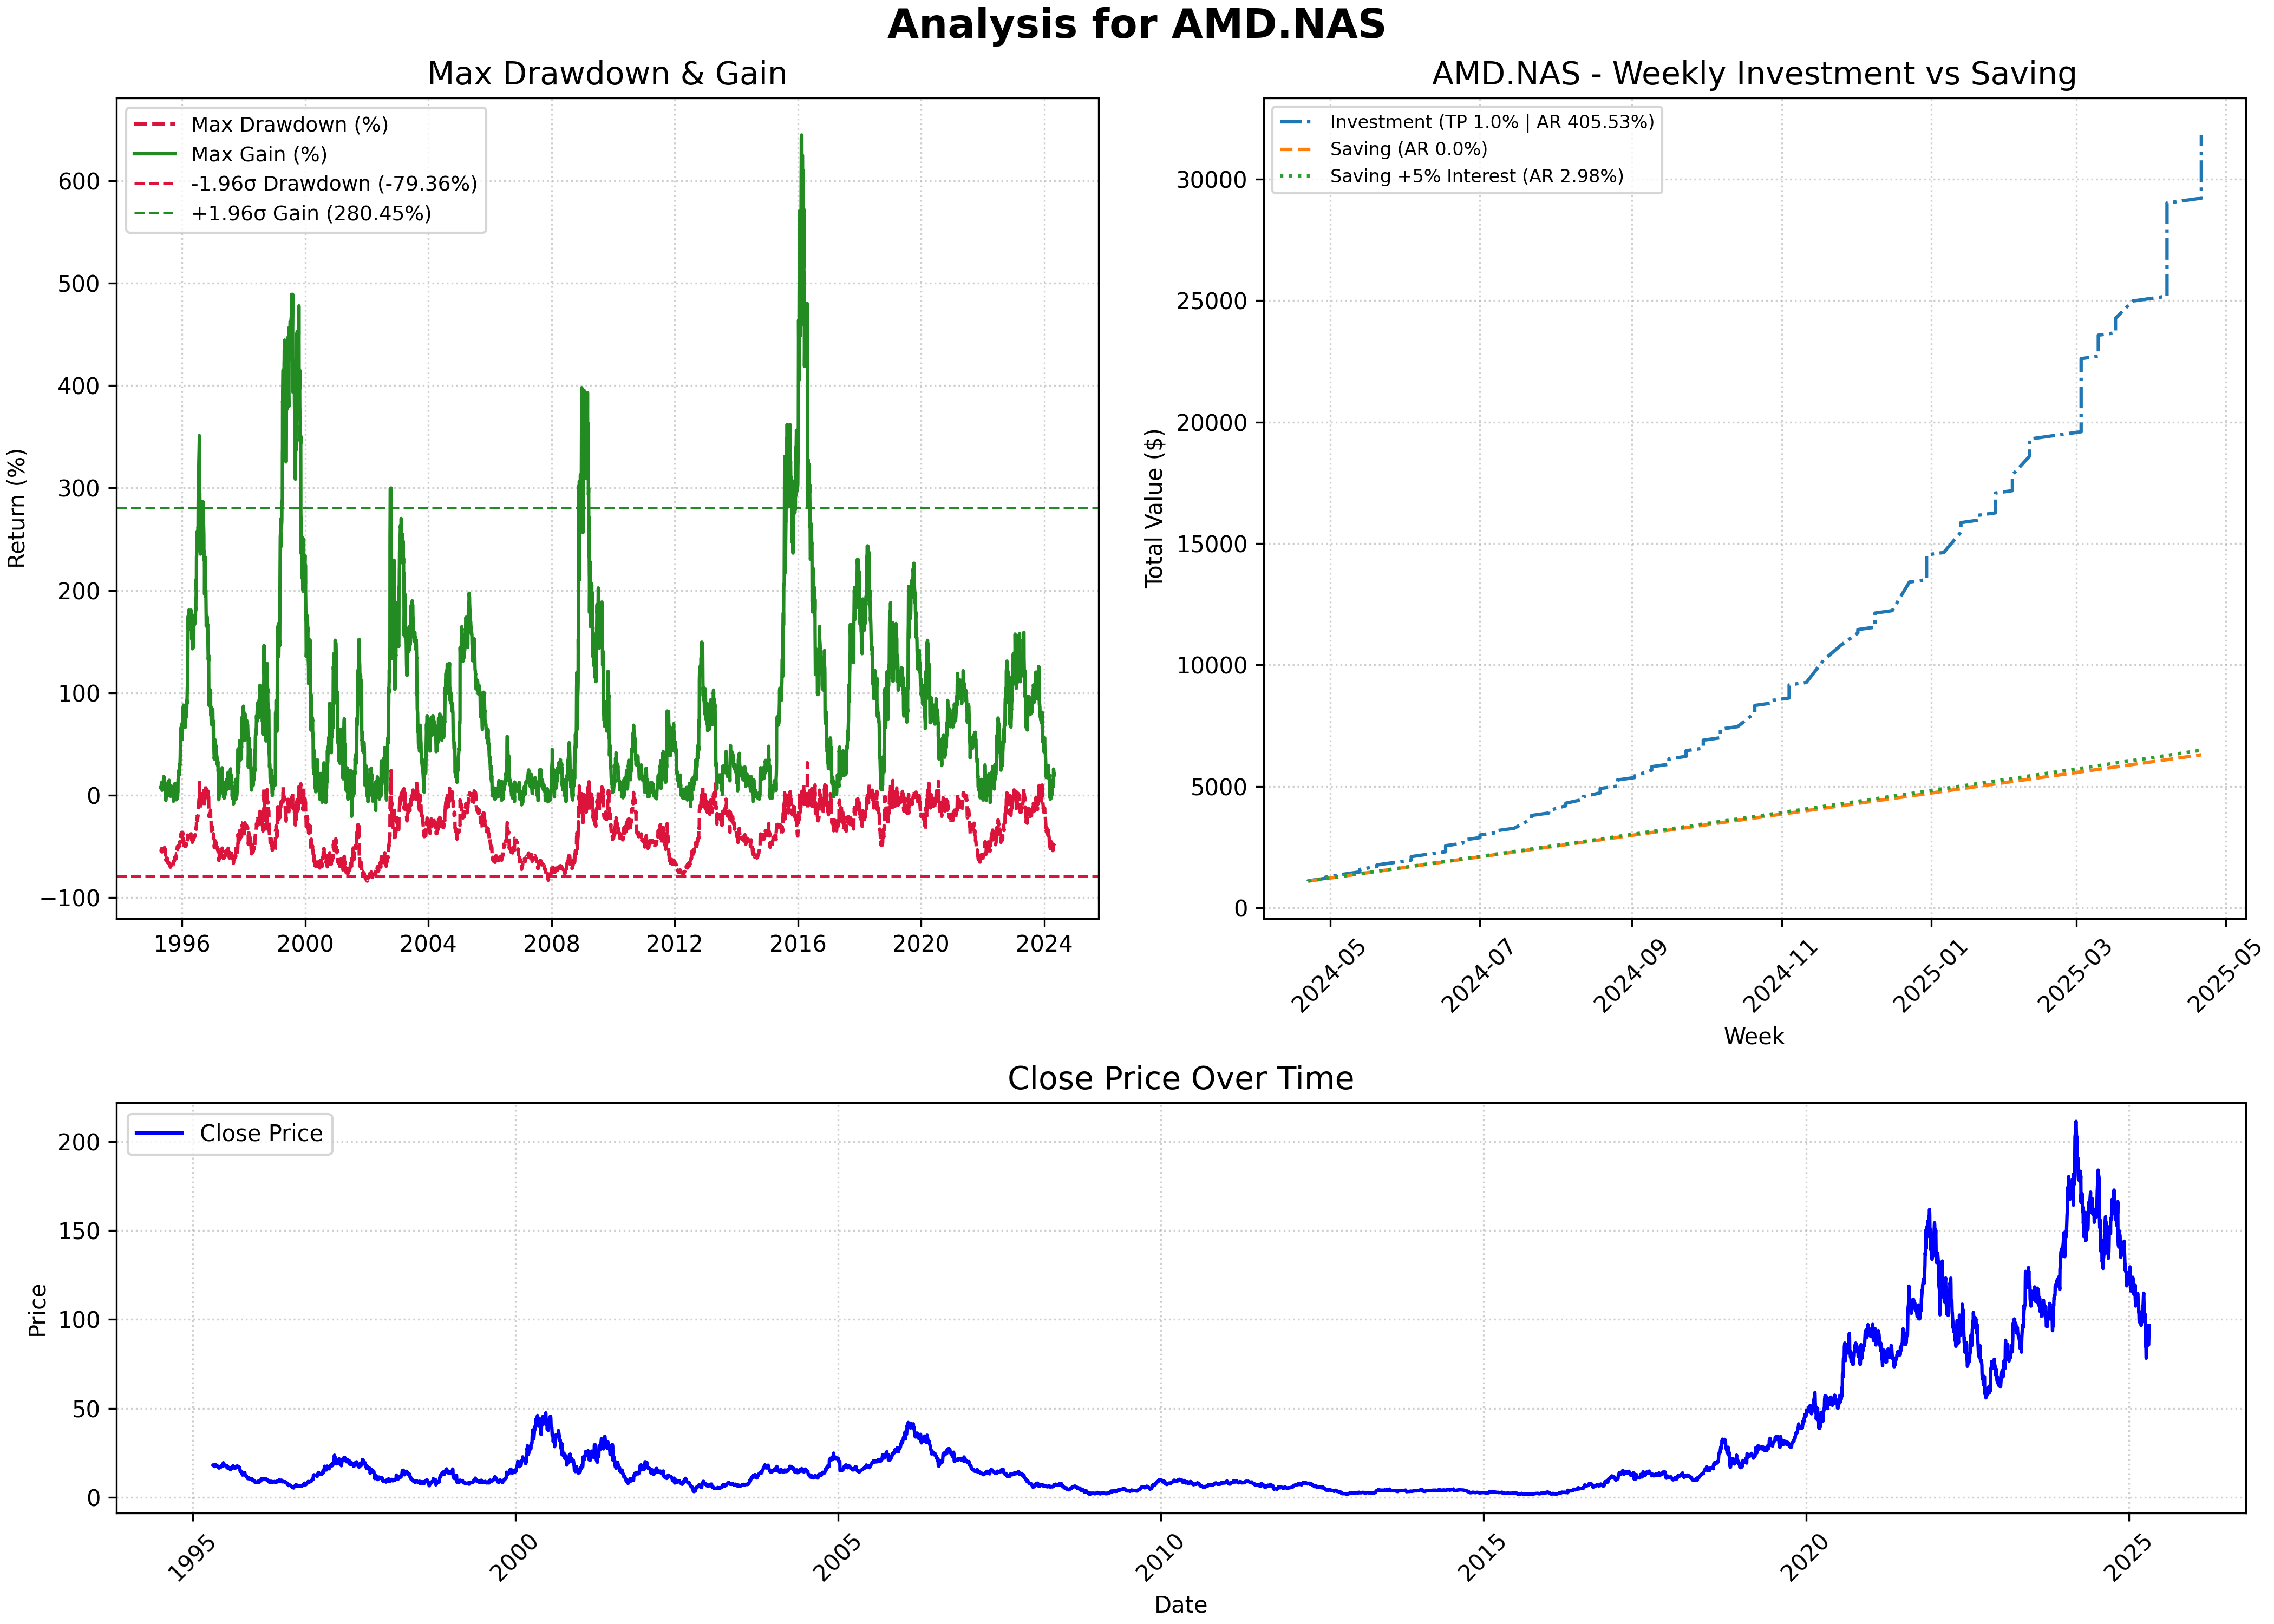 Analysis for AMD.NAS
Max Drawdown & Gain
Max Drawdown (%)
Max Gain (%)
-1.96σ Drawdown (-79.36%)
+1.96σ Gain (280.45%)
Return (%)
600
500
400
300
200
100
0
−100
1996 2000 2004 2008 2012 2016 2020 2024
AMD.NAS - Weekly Investment vs Saving
Investment (TP 1.0% | AR 405.53%)
Saving (AR 0.0%)
Saving +5% Interest (AR 2.98%)
Total Value ($)
30000
25000
20000
15000
10000
5000
0
2024-05 2024-07 2024-09 2024-11 2025-01 2025-03 2025-05
Week
Close Price Over Time
Close Price
Price
200
150
100
50
0
1995 2000 2005 2010 2015 2020 2025
Date